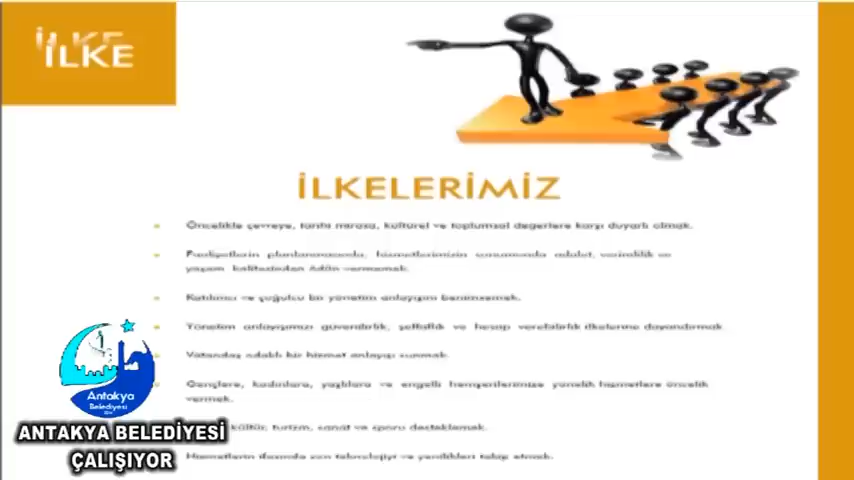 İLKE
İLKELERİMİZ
Öncelikle çevreye, tarihi mirasa, kültürel ve toplumsal değerlere karşı duyarlı olmak.
Faaliyetlerin planlanmasında, hizmetlerimizin sunumunda adalet, verimlilik ve
yaşam kalitesinden ödün vermemek.
Katılımcı ve çoğulcu bir yönetim anlayışını benimsemek.
Yönetim anlayışımızı güvenilirlik, şeffaflık ve hesap verebilirlik ilkelerine dayandırmak.
Vatandaş odaklı bir hizmet anlayışı sunmak.
Gençlere, kadınlara, yaşlılara ve engelli hemşerilerimize yönelik hizmetlere öncelik
vermek.
kültür, turizm, sanat ve sporu desteklemek.
Hizmetlerin ifasında son teknolojiyi ve yenilikleri takip etmek.
Antakya
Belediyesi
ANTAKYA BELEDİYESİ
ÇALIŞIYOR